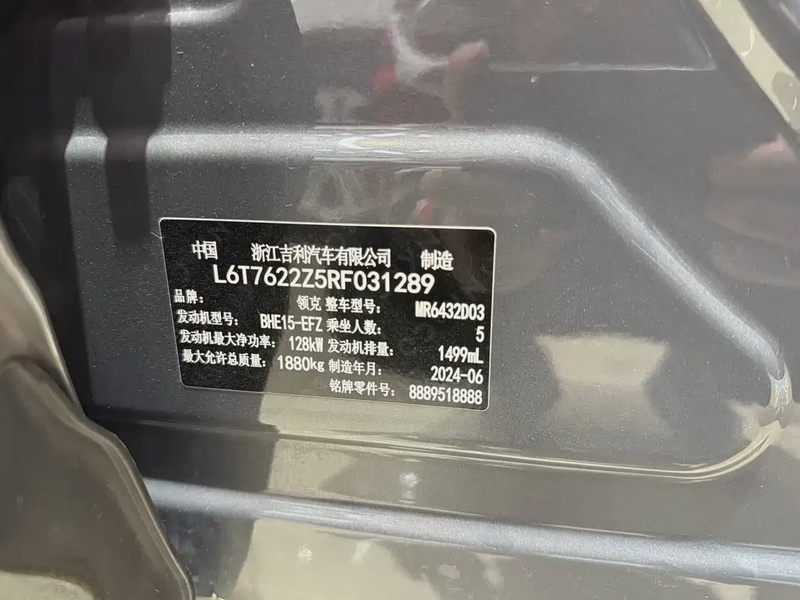 中国 浙江吉利汽车有限公司 制造
L6T7622Z5RF031289
品牌： 领克 整车型号： MR6432D03
发动机型号： BHE15-EFZ 乘坐人数： 5
发动机最大净功率： 128kW 发动机排量： 1499mL
最大允许总质量： 1880kg 制造年月： 2024-06
铭牌零件号： 8889518888